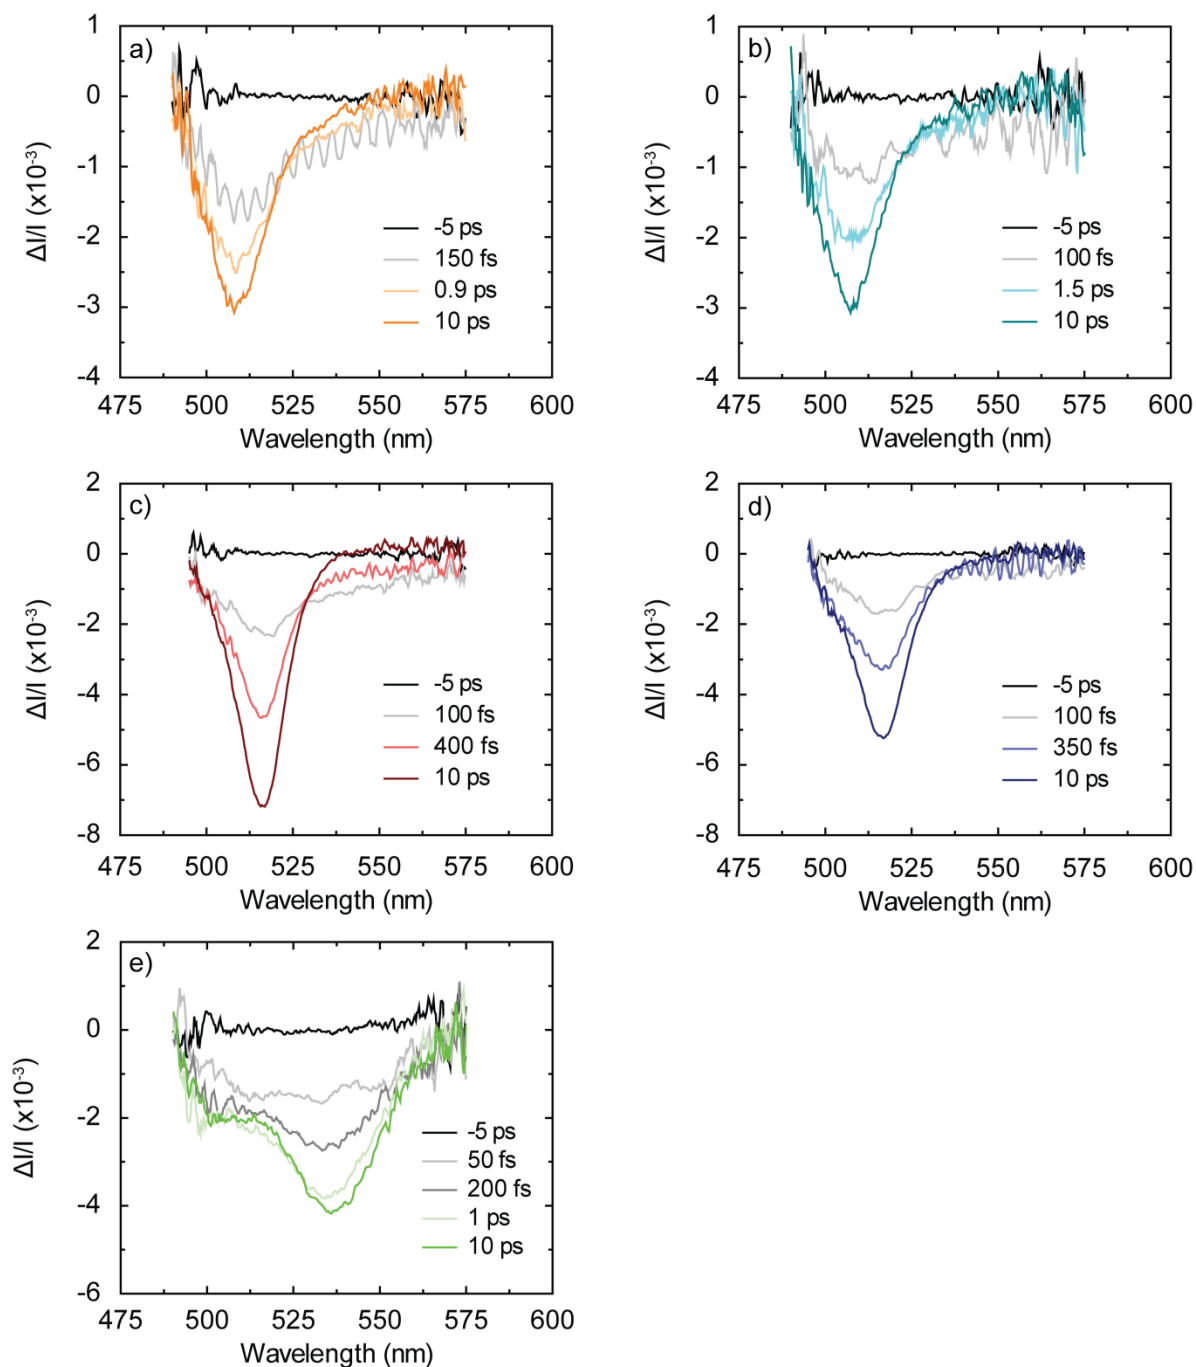 a)
1
0
-1
-2
-3
-4
ΔI/I (x10⁻³)
-5 ps
150 fs
0.9 ps
10 ps
475 500 525 550 575 600
Wavelength (nm)
b)
1
0
-1
-2
-3
-4
ΔI/I (x10⁻³)
-5 ps
100 fs
1.5 ps
10 ps
475 500 525 550 575 600
Wavelength (nm)
c)
2
0
-2
-4
-6
-8
ΔI/I (x10⁻³)
-5 ps
100 fs
400 fs
10 ps
475 500 525 550 575 600
Wavelength (nm)
d)
2
0
-2
-4
-6
-8
ΔI/I (x10⁻³)
-5 ps
100 fs
350 fs
10 ps
475 500 525 550 575 600
Wavelength (nm)
e)
2
0
-2
-4
-6
ΔI/I (x10⁻³)
-5 ps
50 fs
200 fs
1 ps
10 ps
475 500 525 550 575 600
Wavelength (nm)